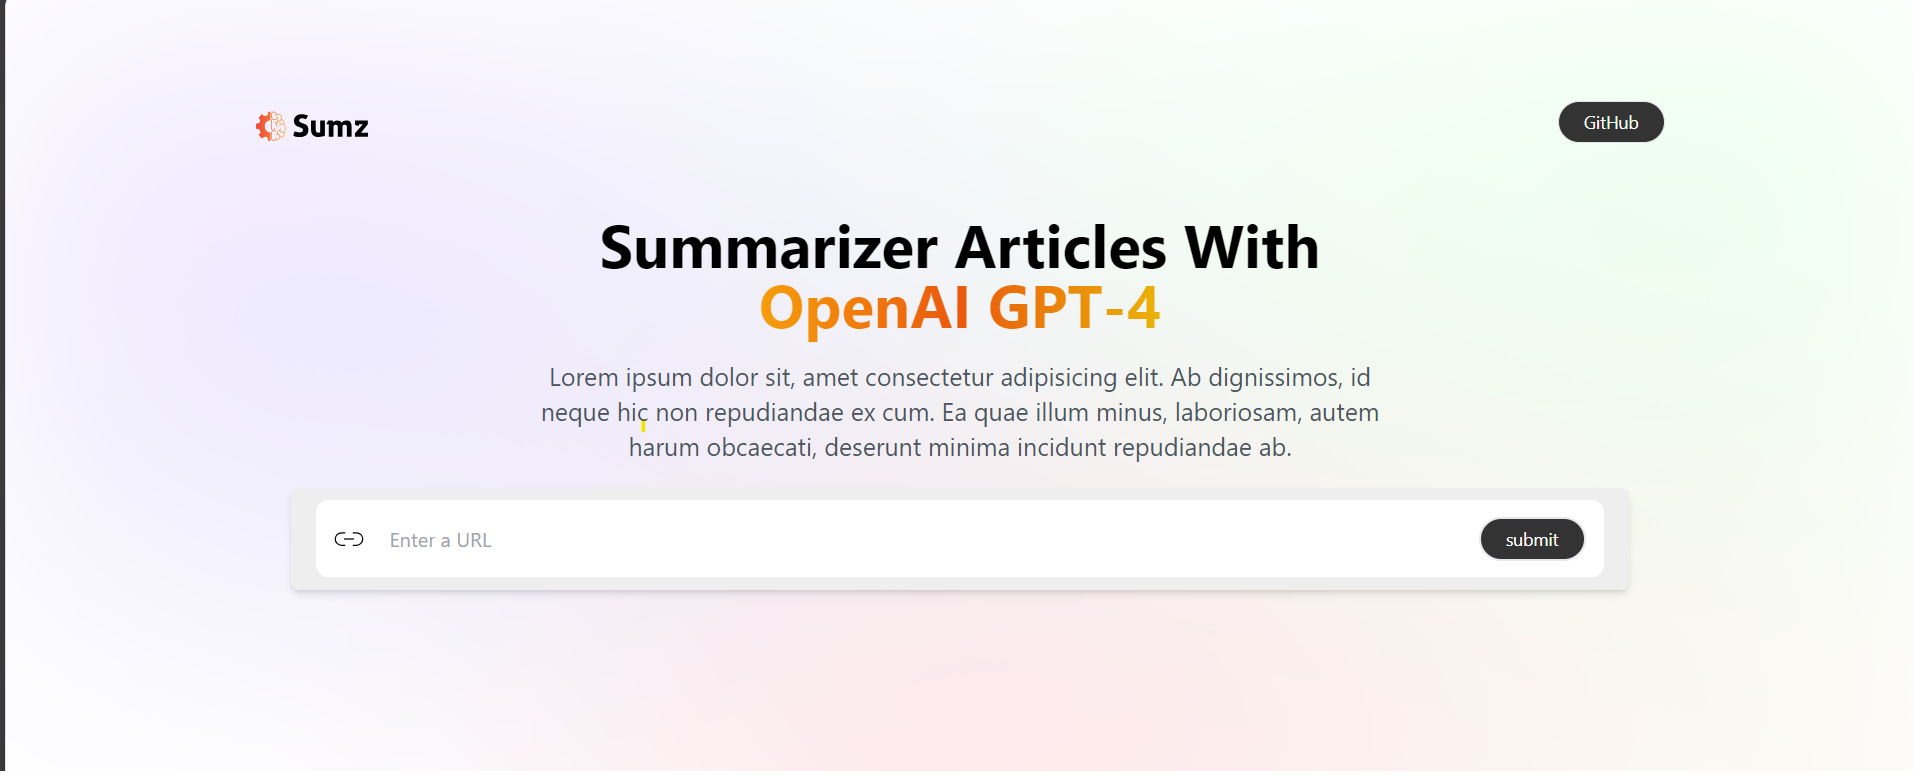 Sumz
GitHub
Summarizer Articles With
OpenAI GPT-4
Lorem ipsum dolor sit, amet consectetur adipisicing elit. Ab dignissimos, id
neque hic non repudiandae ex cum. Ea quae illum minus, laboriosam, autem
harum obcaecati, deserunt minima incidunt repudiandae ab.
Enter a URL
submit